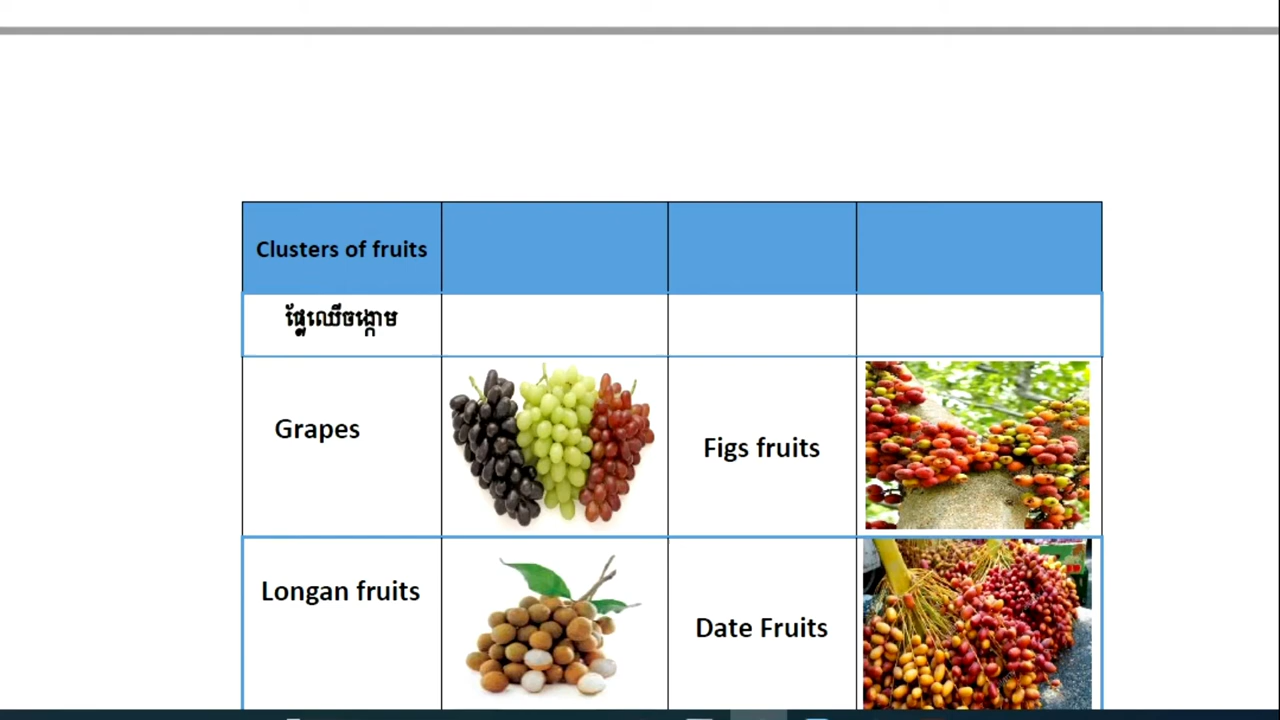 Clusters of fruits
ផ្លែឈើចង្កោម
Grapes
Figs fruits
Longan fruits
Date Fruits